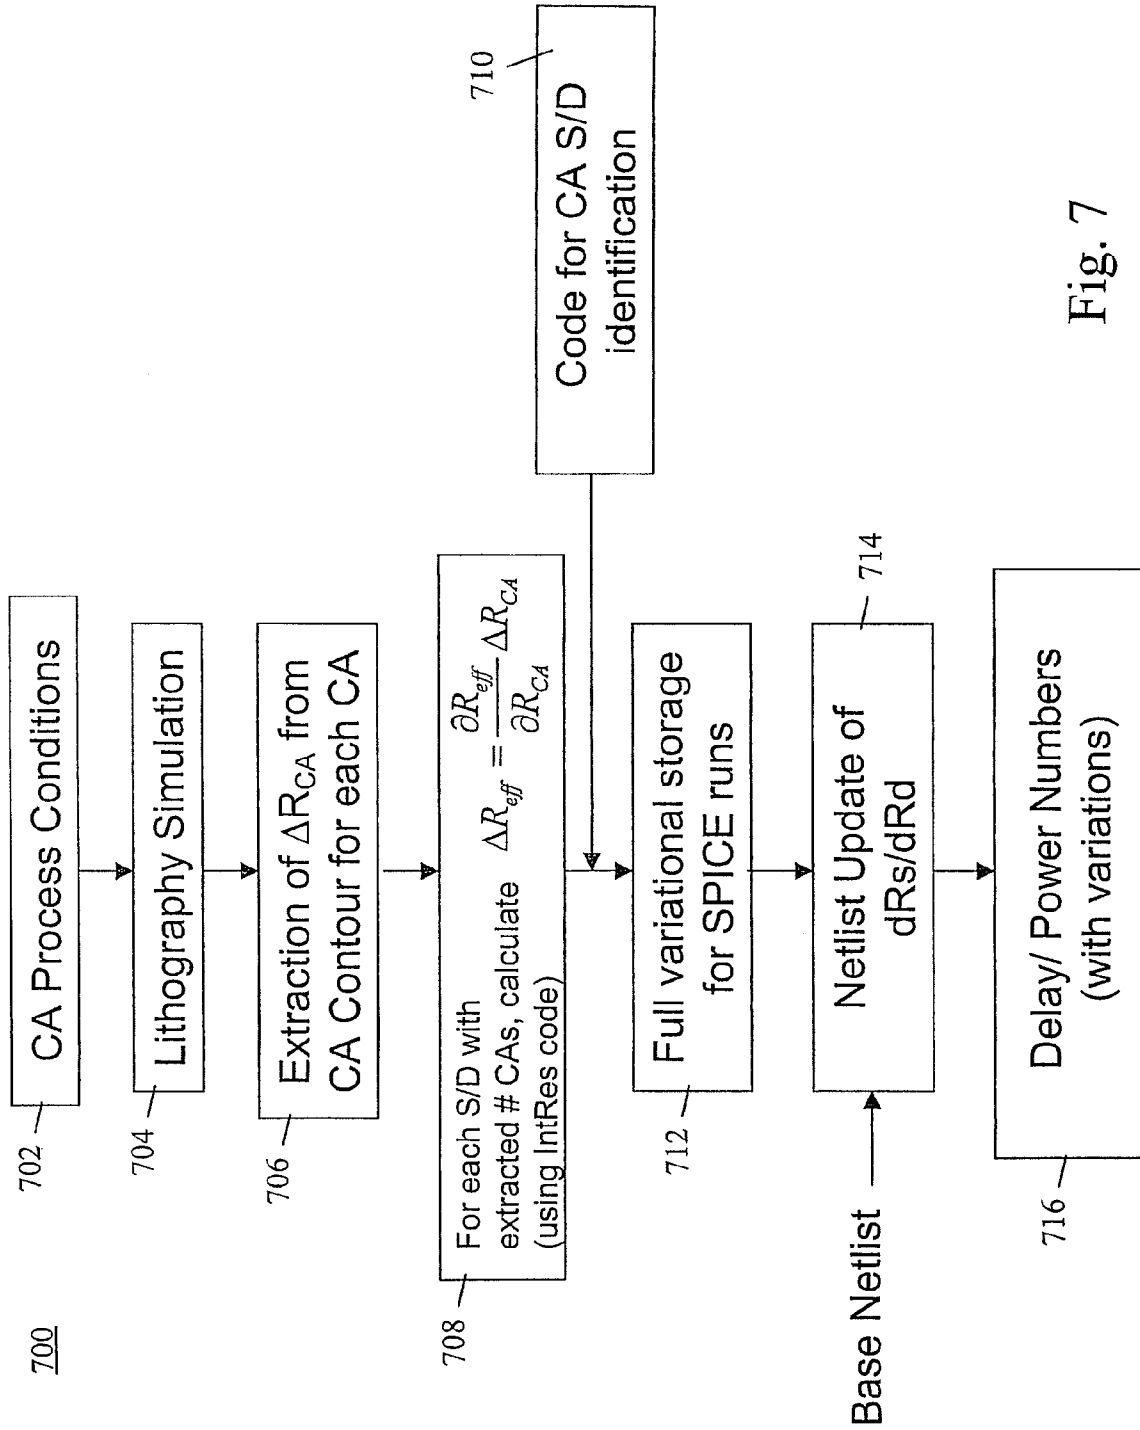 700
702
CA Process Conditions
704
Lithography Simulation
706
Extraction of ΔR_CA from
CA Contour for each CA
708
For each S/D with
extracted # CAs, calculate ΔR_eff = ∂R_eff/∂R_CA ΔR_CA
(using IntRes code)
710
Code for CA S/D
identification
712
Full variational storage
for SPICE runs
Base Netlist
714
Netlist Update of
dRs/dRd
716
Delay/ Power Numbers
(with variations)
Fig. 7